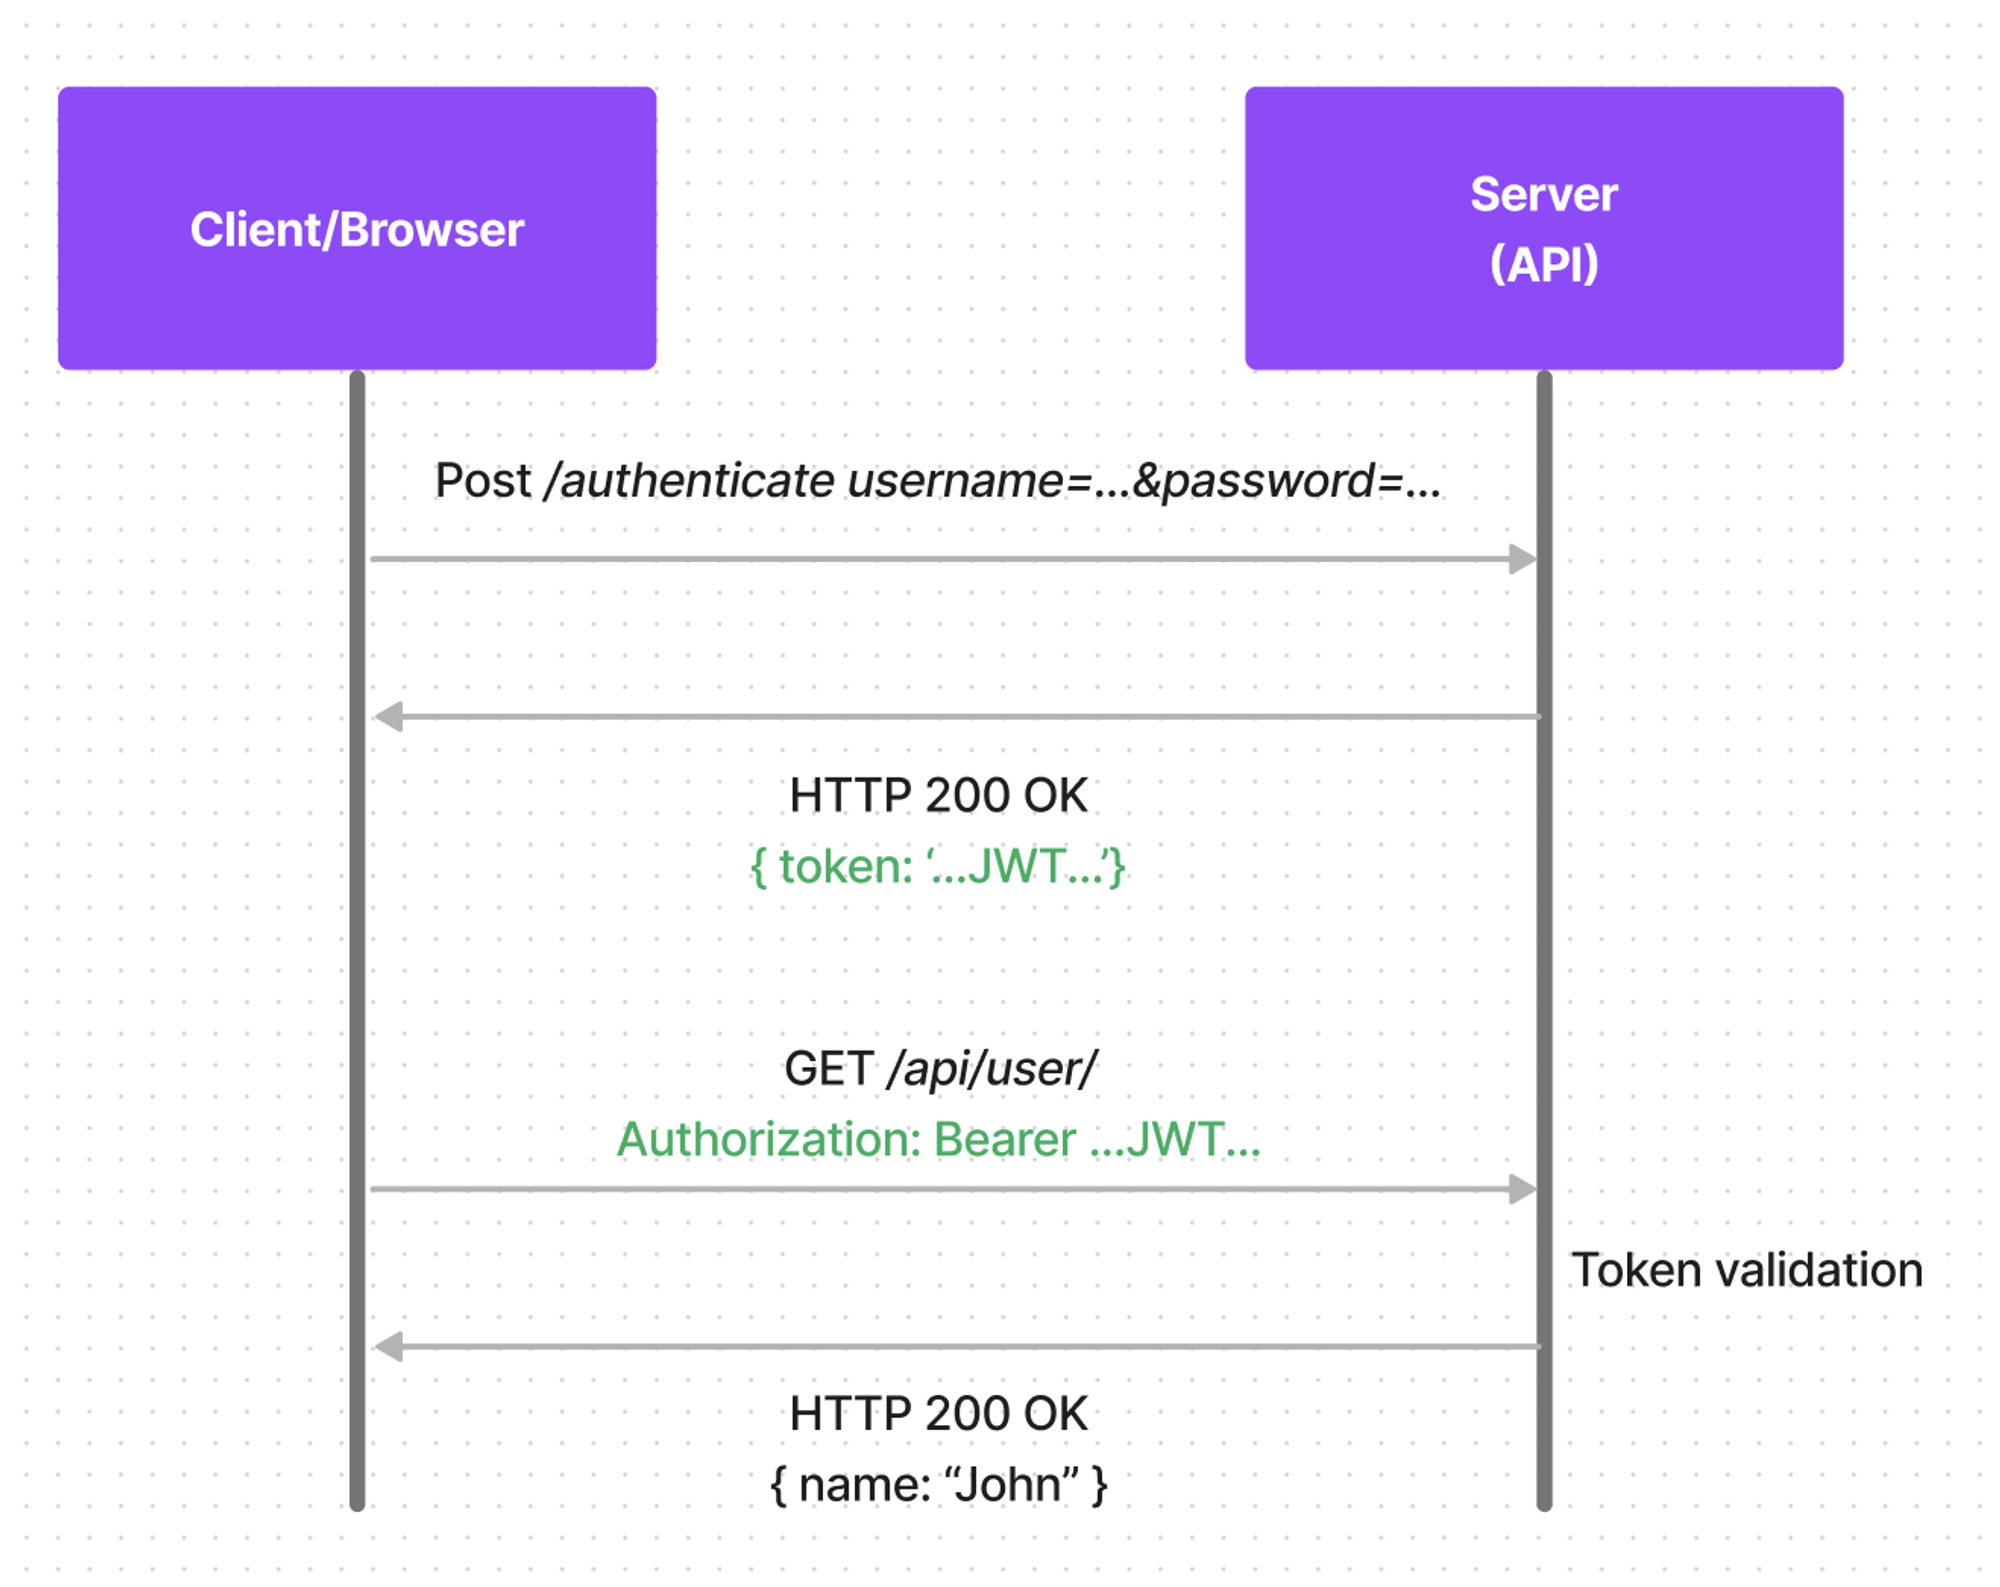 Client/Browser
Server
(API)
Post /authenticate username=...&password=...
HTTP 200 OK
{ token: ‘...JWT...’}
GET /api/user/
Authorization: Bearer ...JWT...
Token validation
HTTP 200 OK
{ name: “John” }